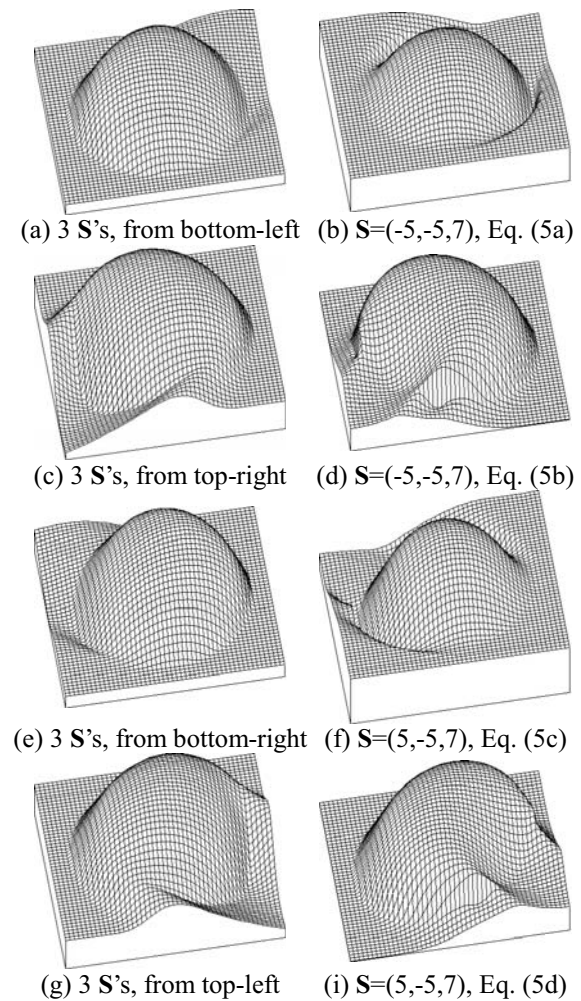 (a) 3 S's, from bottom-left (b) S=(-5,-5,7), Eq. (5a)
(c) 3 S's, from top-right (d) S=(-5,-5,7), Eq. (5b)
(e) 3 S's, from bottom-right (f) S=(5,-5,7), Eq. (5c)
(g) 3 S's, from top-left (i) S=(5,-5,7), Eq. (5d)